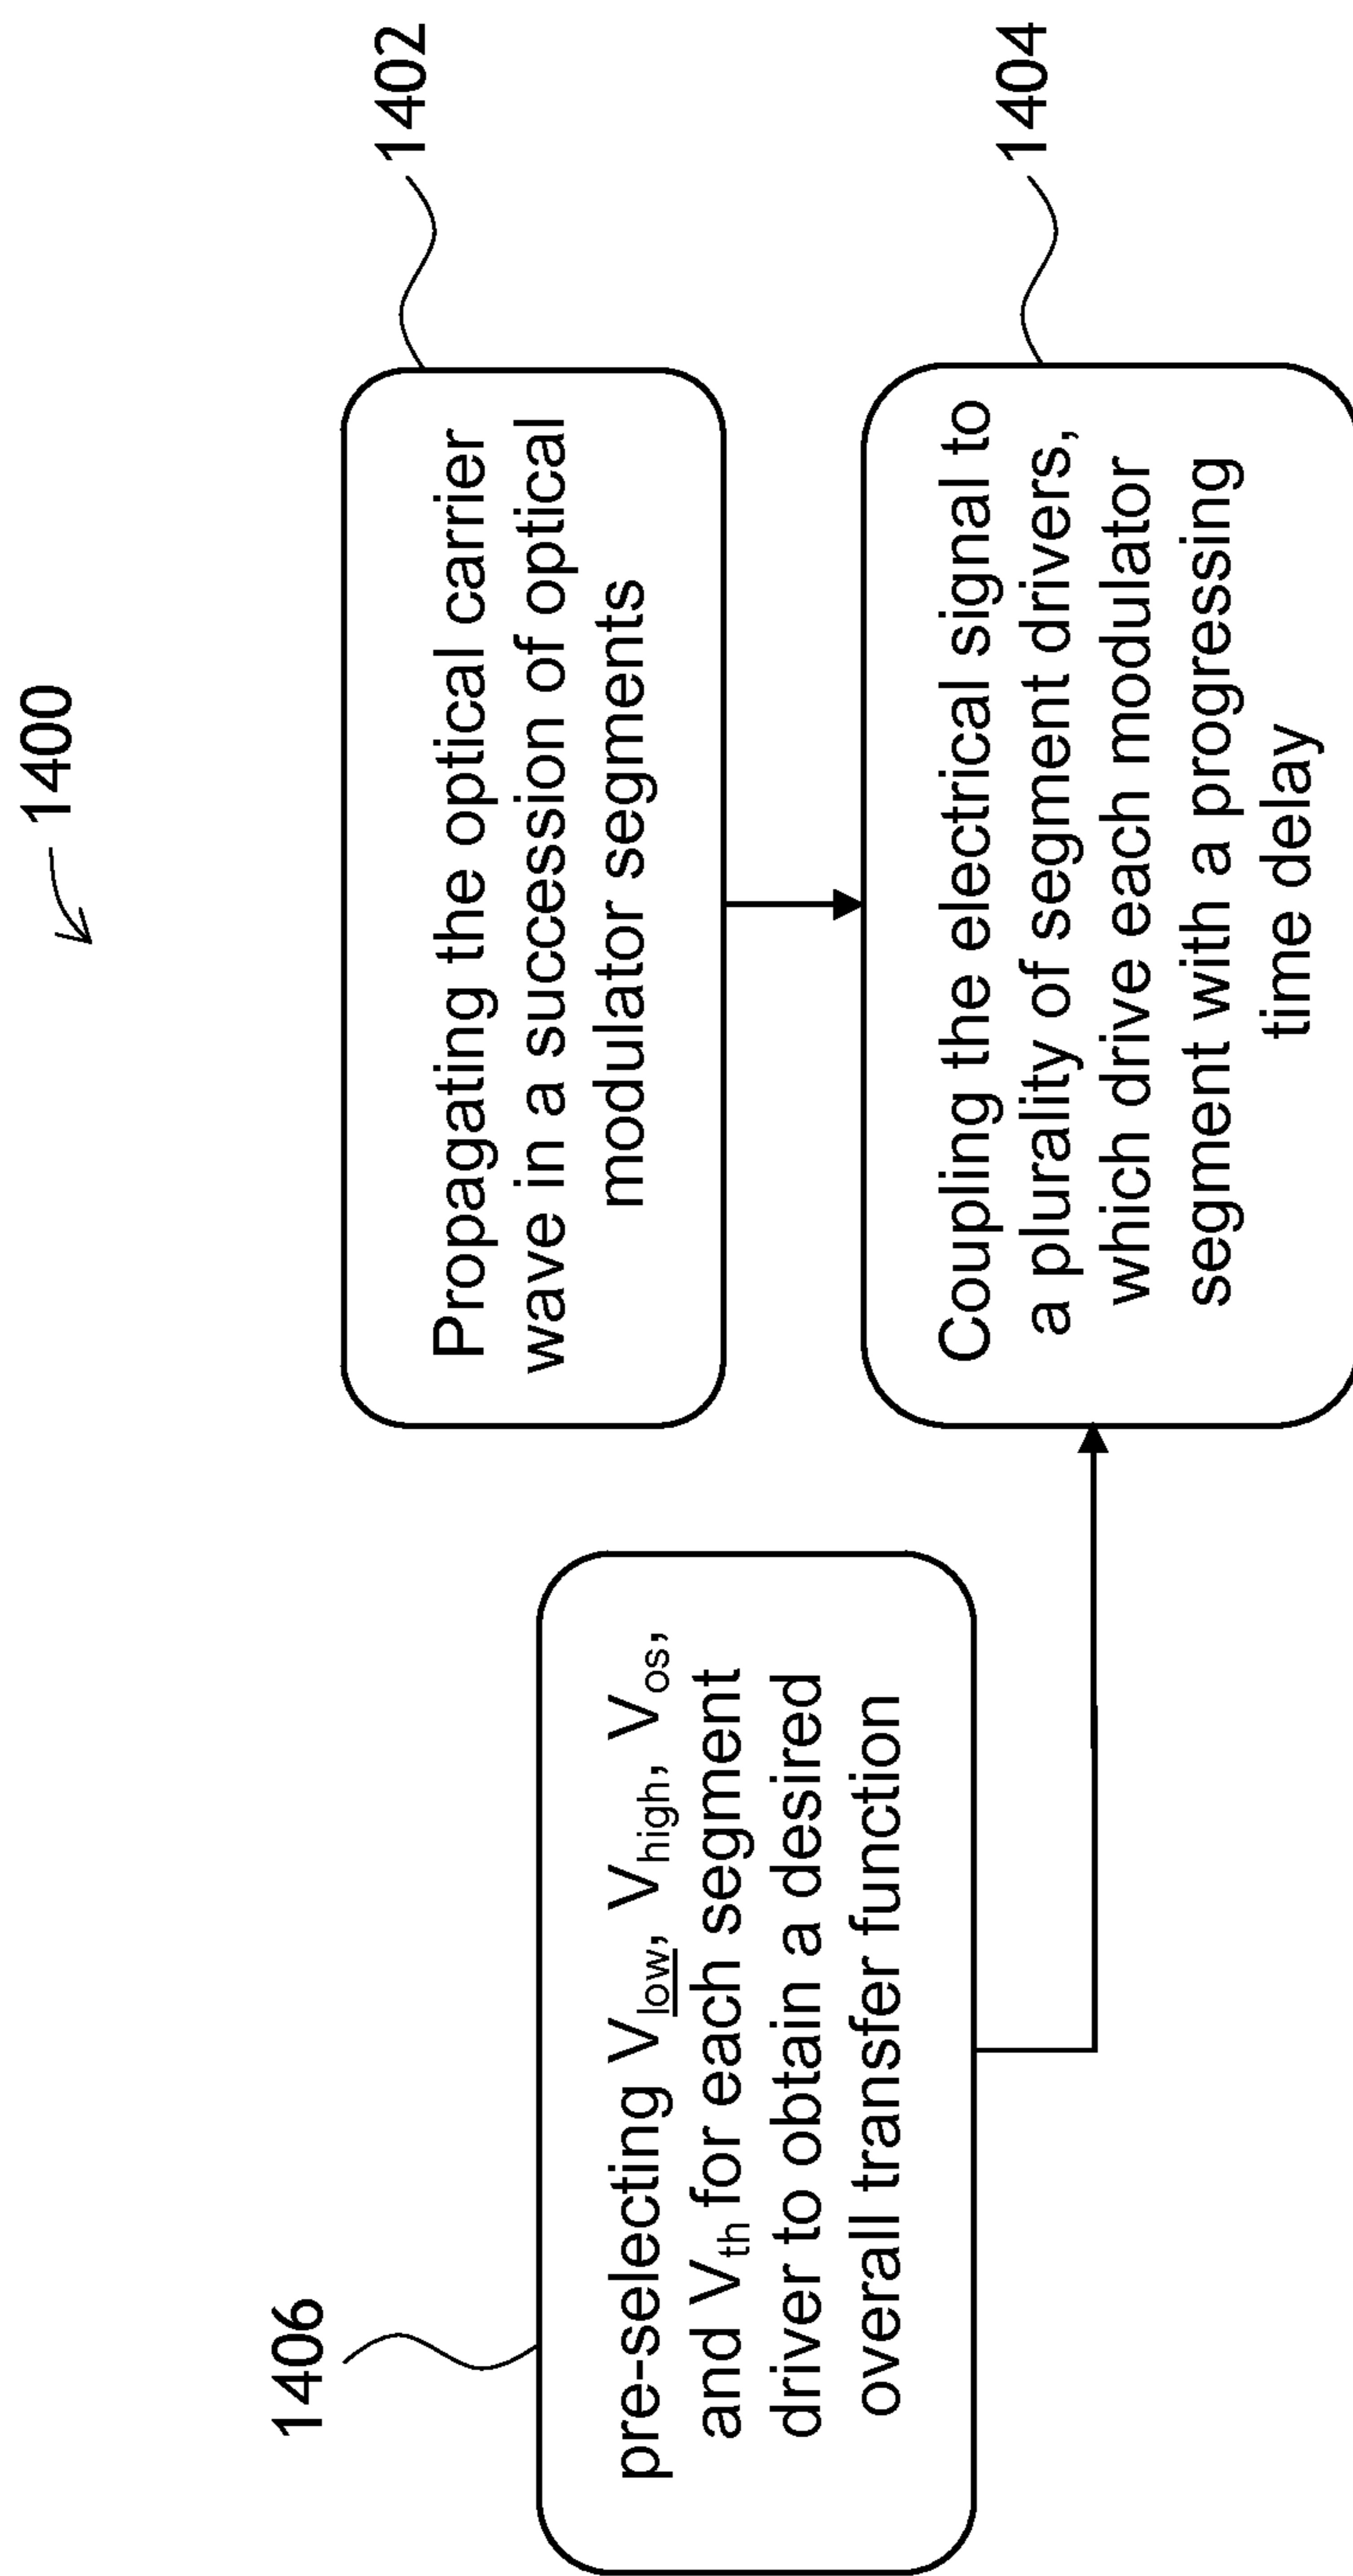 1400
1402
Propagating the optical carrier
wave in a succession of optical
modulator segments
1406
pre-selecting Vlow, Vhigh, Vos,
and Vth for each segment
driver to obtain a desired
overall transfer function
1404
Coupling the electrical signal to
a plurality of segment drivers,
which drive each modulator
segment with a progressing
time delay